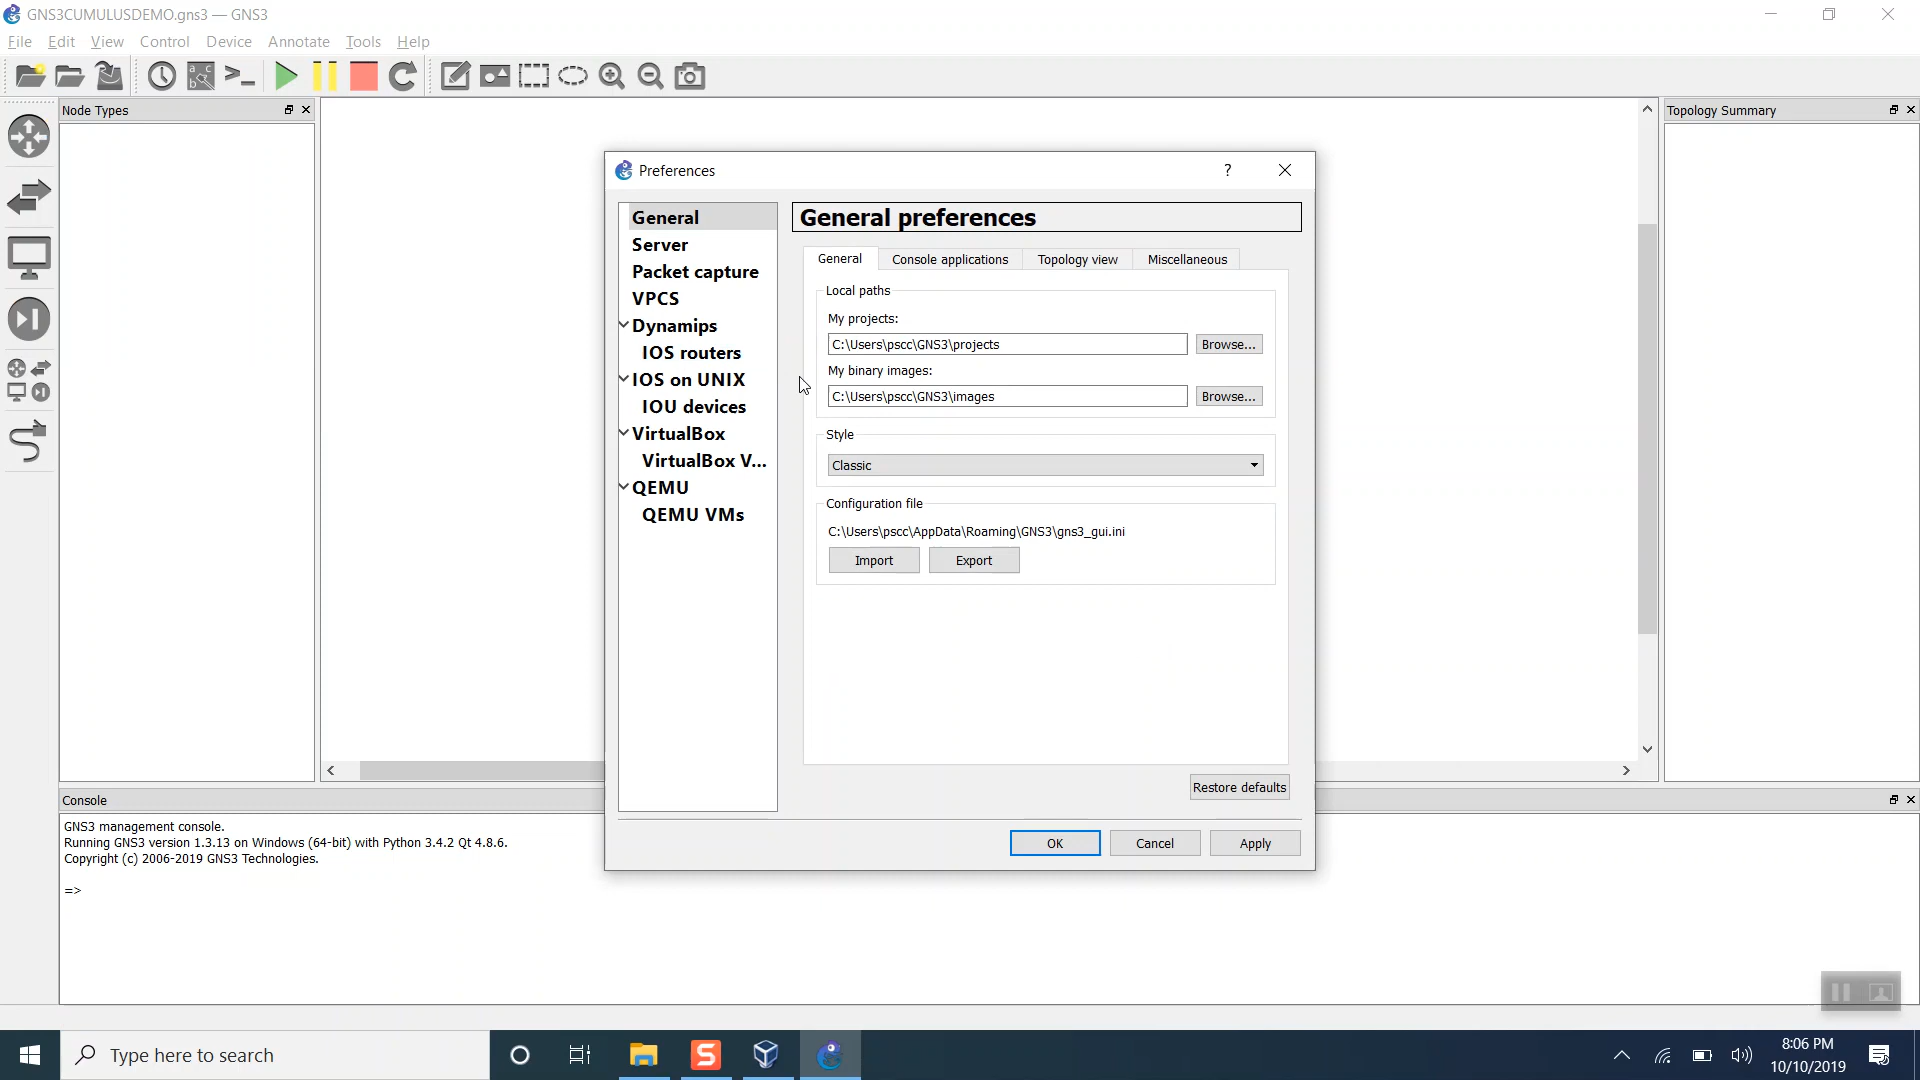 GNS3CUMULUSDEMO.gns3 — GNS3
File Edit View Control Device Annotate Tools Help
Node Types
Topology Summary
Preferences
?
General
Server
Packet capture
VPCS
Dynamips
IOS routers
IOS on UNIX
IOU devices
VirtualBox
VirtualBox V...
QEMU
QEMU VMs
General preferences
General Console applications Topology view Miscellaneous
Local paths
My projects:
C:\Users\pscc\GNS3\projects Browse...
My binary images:
C:\Users\pscc\GNS3\images Browse...
Style
Classic
Configuration file
C:\Users\pscc\AppData\Roaming\GNS3\gns3_gui.ini
Import Export
Restore defaults
OK Cancel Apply
Console
GNS3 management console.
Running GNS3 version 1.3.13 on Windows (64-bit) with Python 3.4.2 Qt 4.8.6.
Copyright (c) 2006-2019 GNS3 Technologies.
=>
Type here to search
8:06 PM
10/10/2019